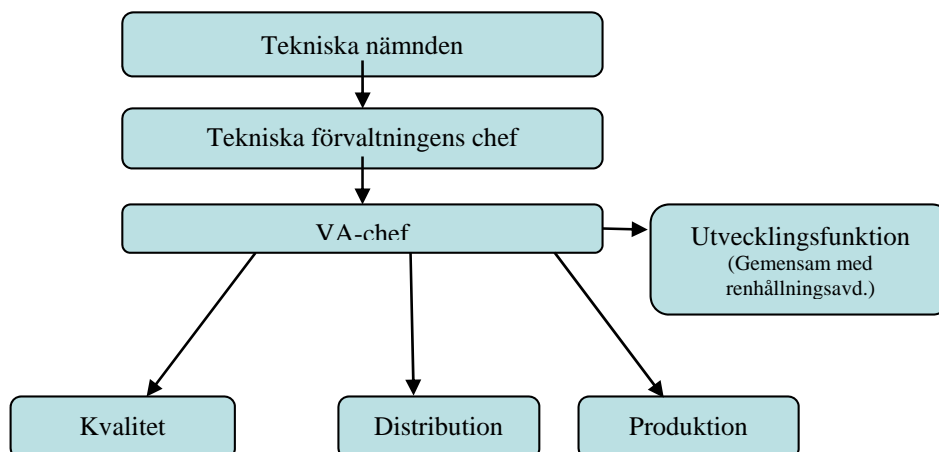 Tekniska nämnden
Tekniska förvaltningens chef
VA-chef
Utvecklingsfunktion
(Gemensam med
renhållningsavd.)
Kvalitet
Distribution
Produktion